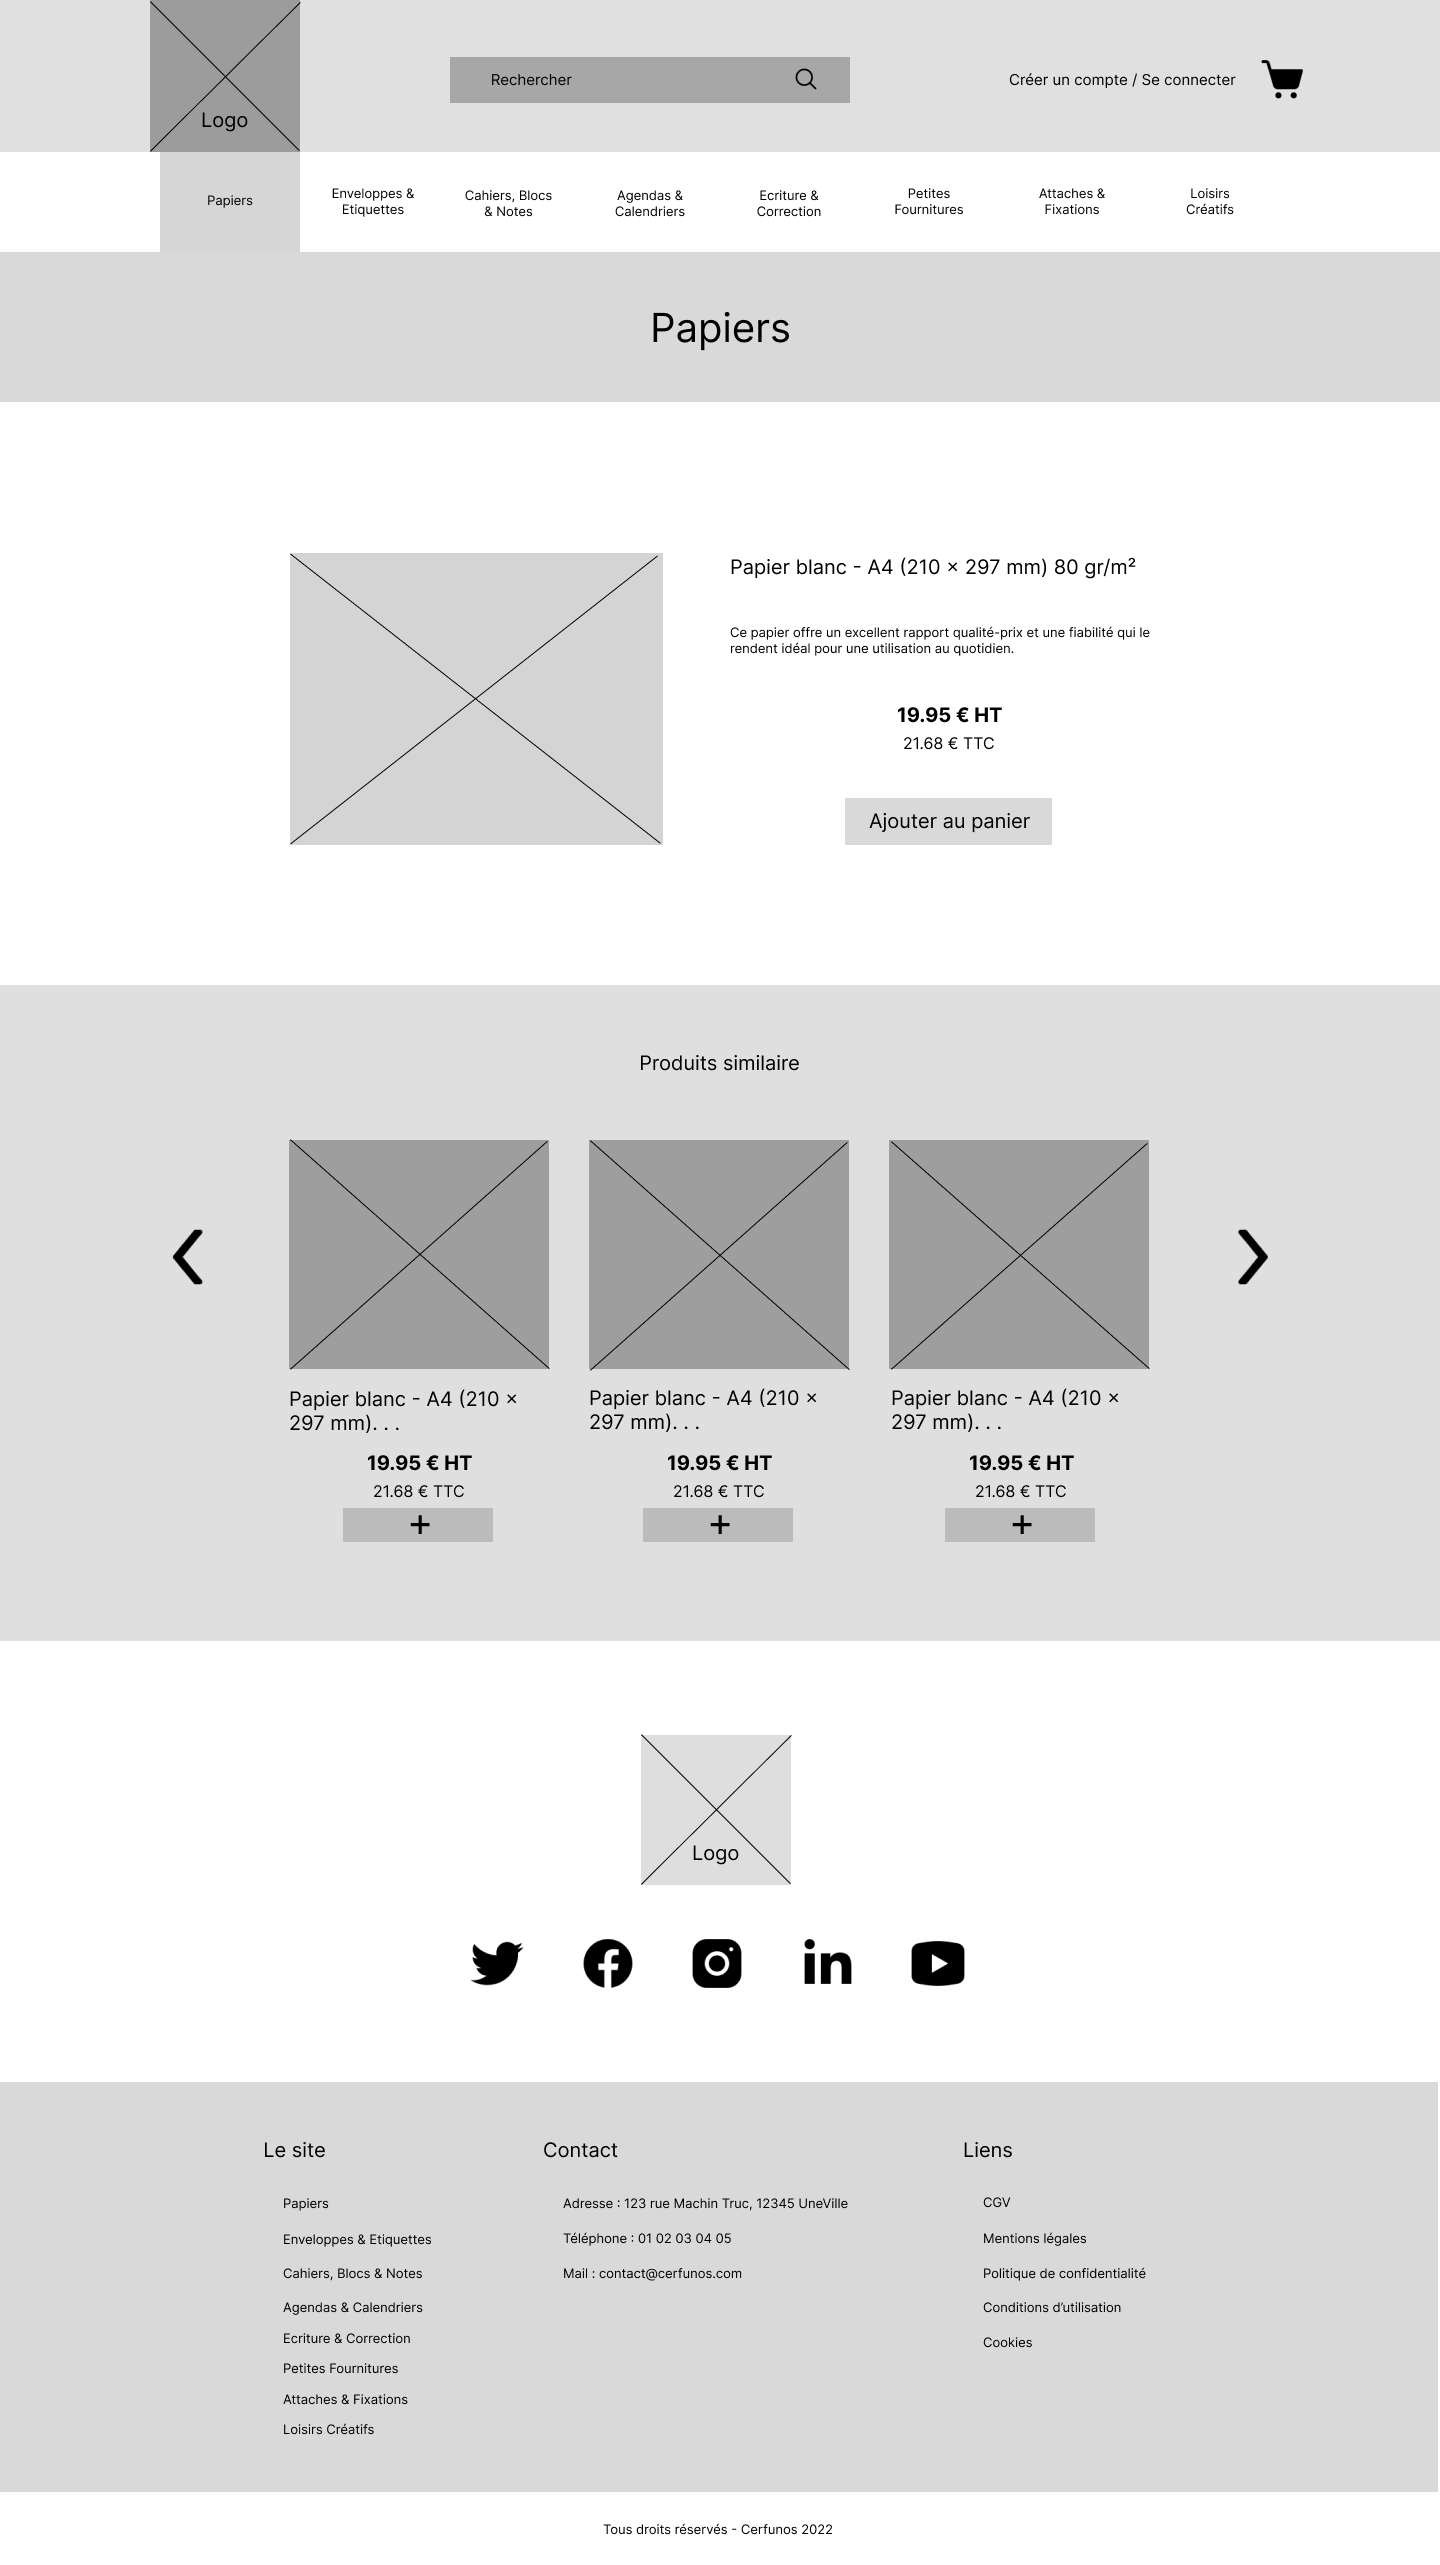 Logo
Rechercher
Créer un compte / Se connecter
Papiers
Enveloppes &
Etiquettes
Cahiers, Blocs
& Notes
Agendas &
Calendriers
Ecriture &
Correction
Petites
Fournitures
Attaches &
Fixations
Loisirs
Créatifs
Papiers
Papier blanc - A4 (210 × 297 mm) 80 gr/m²
Ce papier offre un excellent rapport qualité-prix et une fiabilité qui le
rendent idéal pour une utilisation au quotidien.
19.95 € HT
21.68 € TTC
Ajouter au panier
Produits similaire
Papier blanc - A4 (210 ×
297 mm). . .
19.95 € HT
21.68 € TTC
+
Papier blanc - A4 (210 ×
297 mm). . .
19.95 € HT
21.68 € TTC
+
Papier blanc - A4 (210 ×
297 mm). . .
19.95 € HT
21.68 € TTC
+
Logo
Le site
Papiers
Enveloppes & Etiquettes
Cahiers, Blocs & Notes
Agendas & Calendriers
Ecriture & Correction
Petites Fournitures
Attaches & Fixations
Loisirs Créatifs
Contact
Adresse : 123 rue Machin Truc, 12345 UneVille
Téléphone : 01 02 03 04 05
Mail : contact@cerfunos.com
Liens
CGV
Mentions légales
Politique de confidentialité
Conditions d’utilisation
Cookies
Tous droits réservés - Cerfunos 2022